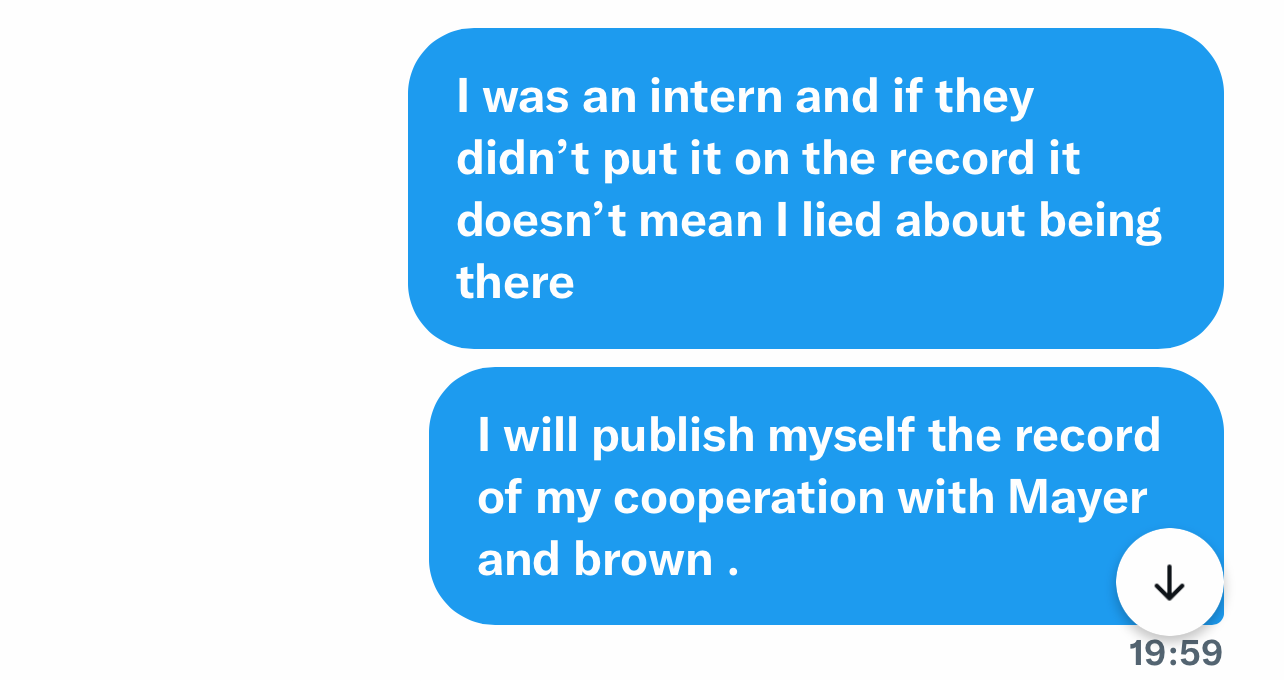 I was an intern and if they
didn’t put it on the record it
doesn’t mean I lied about being
there
I will publish myself the record
of my cooperation with Mayer
and brown .
19:59